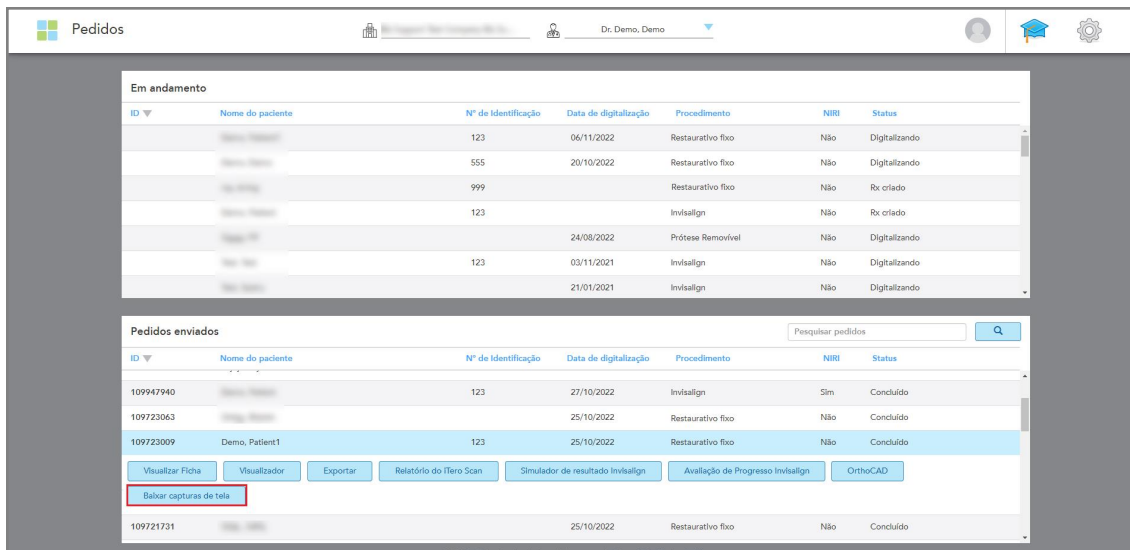 Pedidos Dr. Demo, Demo
Em andamento
ID Nome do paciente Nº de Identificação Data de digitalização Procedimento NIRI Status
123 06/11/2022 Restaurativo fixo Não Digitalizando
555 20/10/2022 Restaurativo fixo Não Digitalizando
999 Restaurativo fixo Não Rx criado
123 Invisalign Não Rx criado
24/08/2022 Prótese Removível Não Digitalizando
123 03/11/2021 Invisalign Não Digitalizando
21/01/2021 Invisalign Não Digitalizando
Pedidos enviados Pesquisar pedidos
ID Nome do paciente Nº de Identificação Data de digitalização Procedimento NIRI Status
109947940 123 27/10/2022 Invisalign Sim Concluído
109723063 25/10/2022 Restaurativo fixo Não Concluído
109723009 Demo, Patient1 123 25/10/2022 Restaurativo fixo Não Concluído
Visualizar Ficha Visualizador Exportar Relatório do iTero Scan Simulador de resultado Invisalign Avaliação de Progresso Invisalign OrthoCAD
Baixar capturas de tela
109721731 25/10/2022 Restaurativo fixo Não Concluído